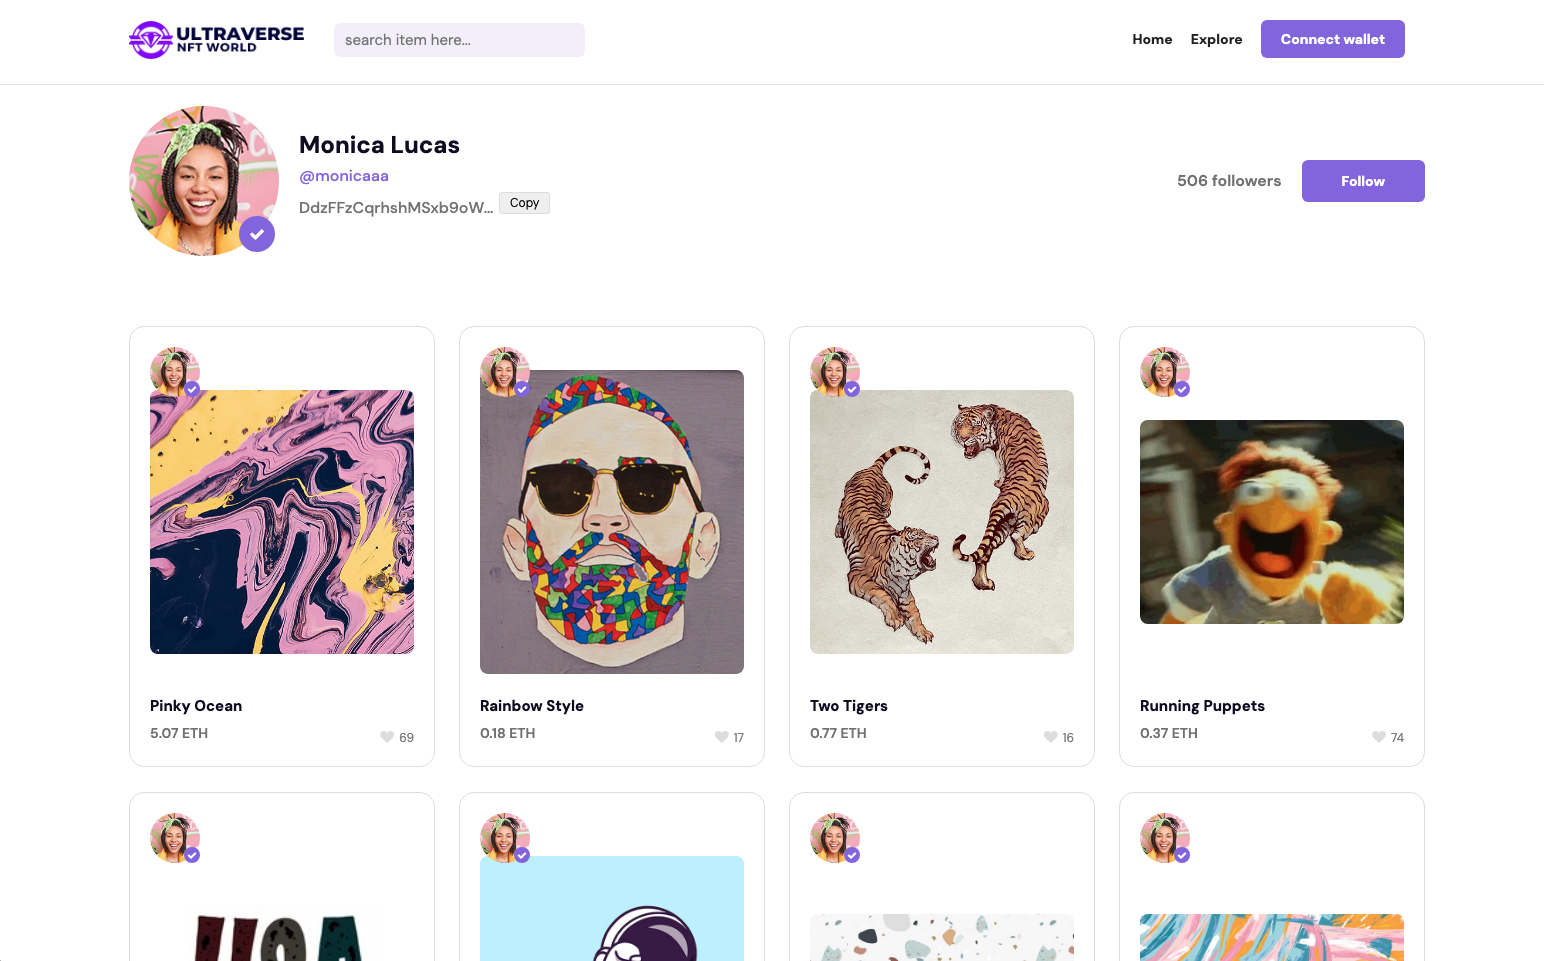 ULTRAVERSE
NFT WORLD
search item here...
Home
Explore
Connect wallet
Monica Lucas
@monicaaa
DdzFFzCqrhshMSxb9oW...
Copy
506 followers
Follow
Pinky Ocean
5.07 ETH
69
Rainbow Style
0.18 ETH
17
Two Tigers
0.77 ETH
16
Running Puppets
0.37 ETH
74